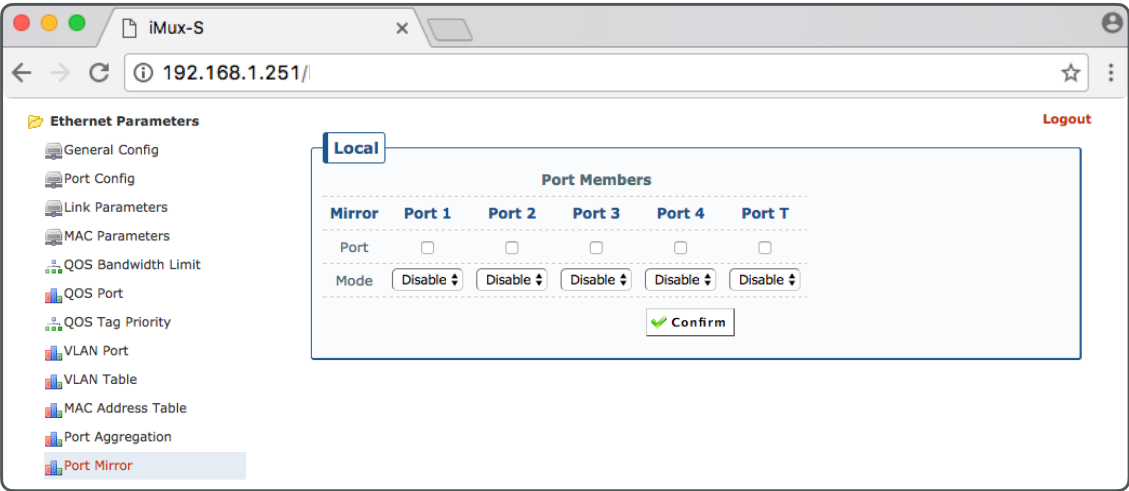 iMux-S
192.168.1.251/
Ethernet Parameters
General Config
Port Config
Link Parameters
MAC Parameters
QOS Bandwidth Limit
QOS Port
QOS Tag Priority
VLAN Port
VLAN Table
MAC Address Table
Port Aggregation
Port Mirror
Logout
Local
Port Members
Mirror Port 1 Port 2 Port 3 Port 4 Port T
Port
Mode Disable Disable Disable Disable Disable
Confirm